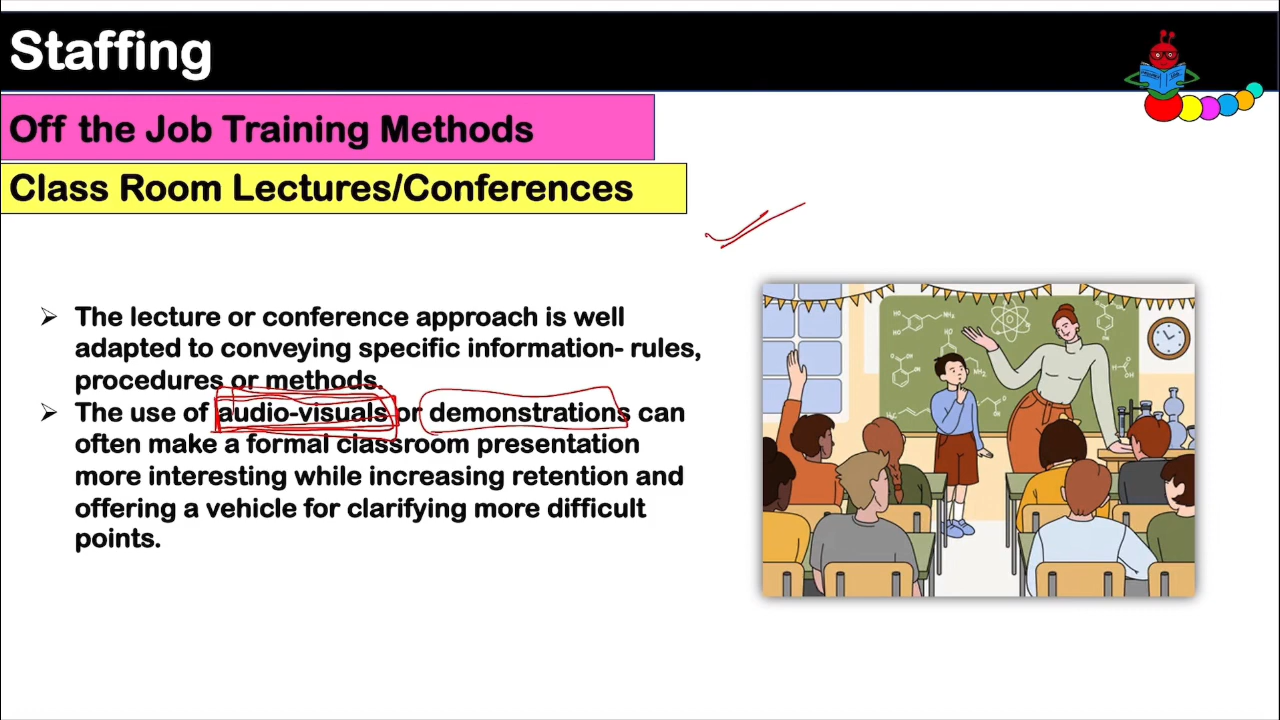 Staffing
Off the Job Training Methods
Class Room Lectures/Conferences
The lecture or conference approach is well
adapted to conveying specific information- rules,
procedures or methods.
The use of audio-visuals or demonstrations can
often make a formal classroom presentation
more interesting while increasing retention and
offering a vehicle for clarifying more difficult
points.